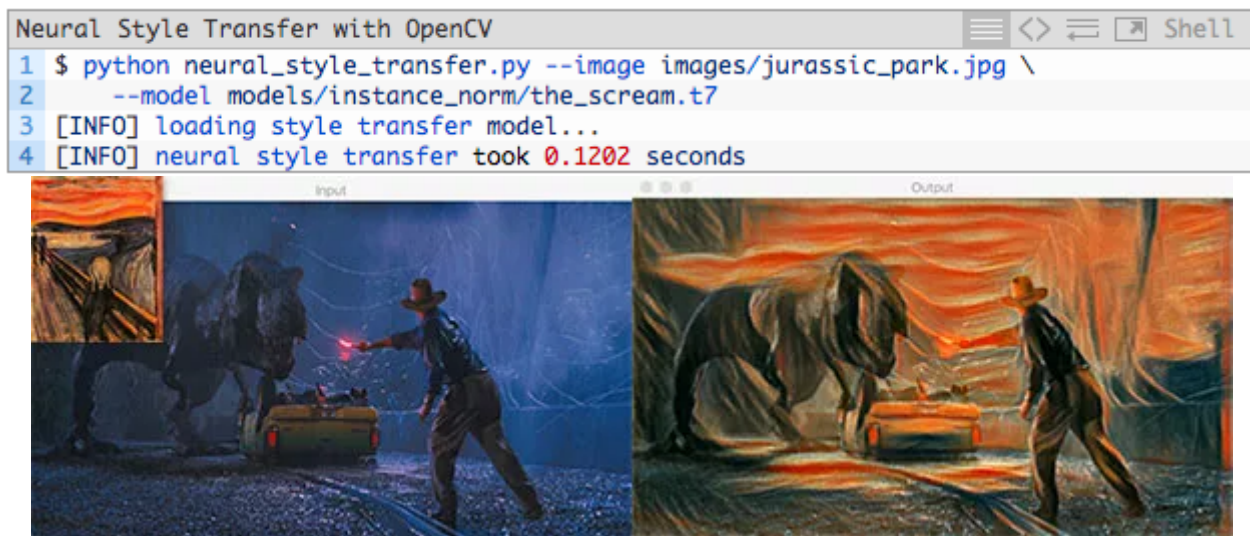 Neural Style Transfer with OpenCV Shell
1 $ python neural_style_transfer.py --image images/jurassic_park.jpg \
2 --model models/instance_norm/the_scream.t7
3 [INFO] loading style transfer model...
4 [INFO] neural style transfer took 0.1202 seconds
Input Output